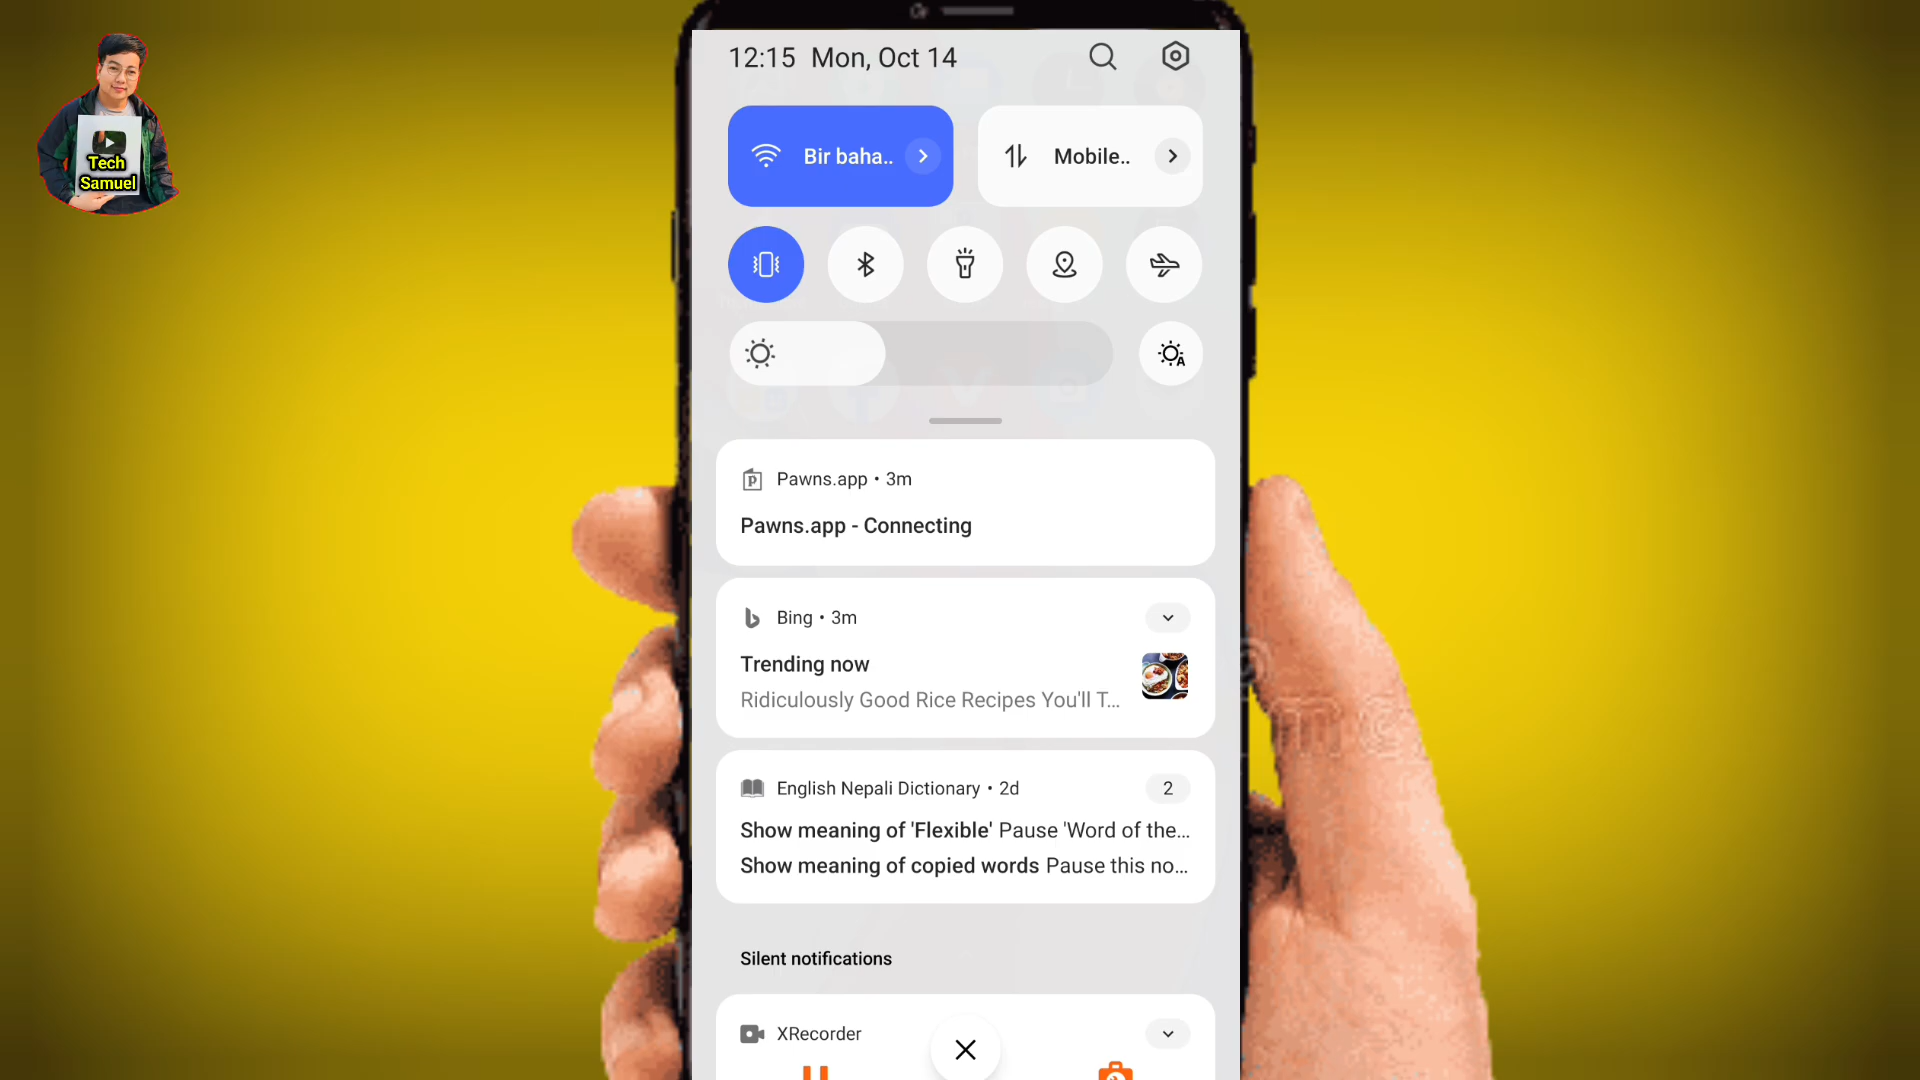 Tech
Samuel
12:15 Mon, Oct 14
Bir baha..
Mobile..
A
Pawns.app • 3m
Pawns.app - Connecting
Bing • 3m
Trending now
Ridiculously Good Rice Recipes You'll T...
English Nepali Dictionary • 2d
2
Show meaning of 'Flexible' Pause 'Word of the...
Show meaning of copied words Pause this no...
Silent notifications
XRecorder